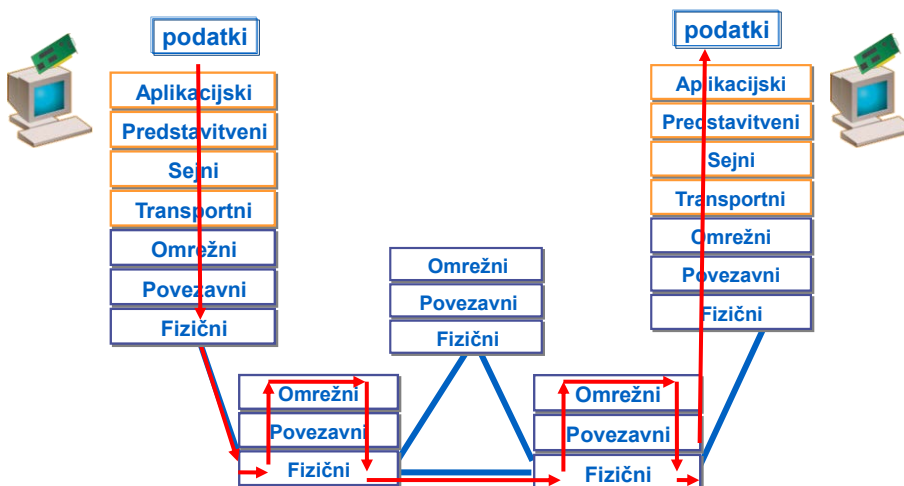 podatki
Aplikacijski
Predstavitveni
Sejni
Transportni
Omrežni
Povezavni
Fizični
Omrežni
Povezavni
Fizični
Omrežni
Povezavni
Fizični
Omrežni
Povezavni
Fizični
podatki
Aplikacijski
Predstavitveni
Sejni
Transportni
Omrežni
Povezavni
Fizični